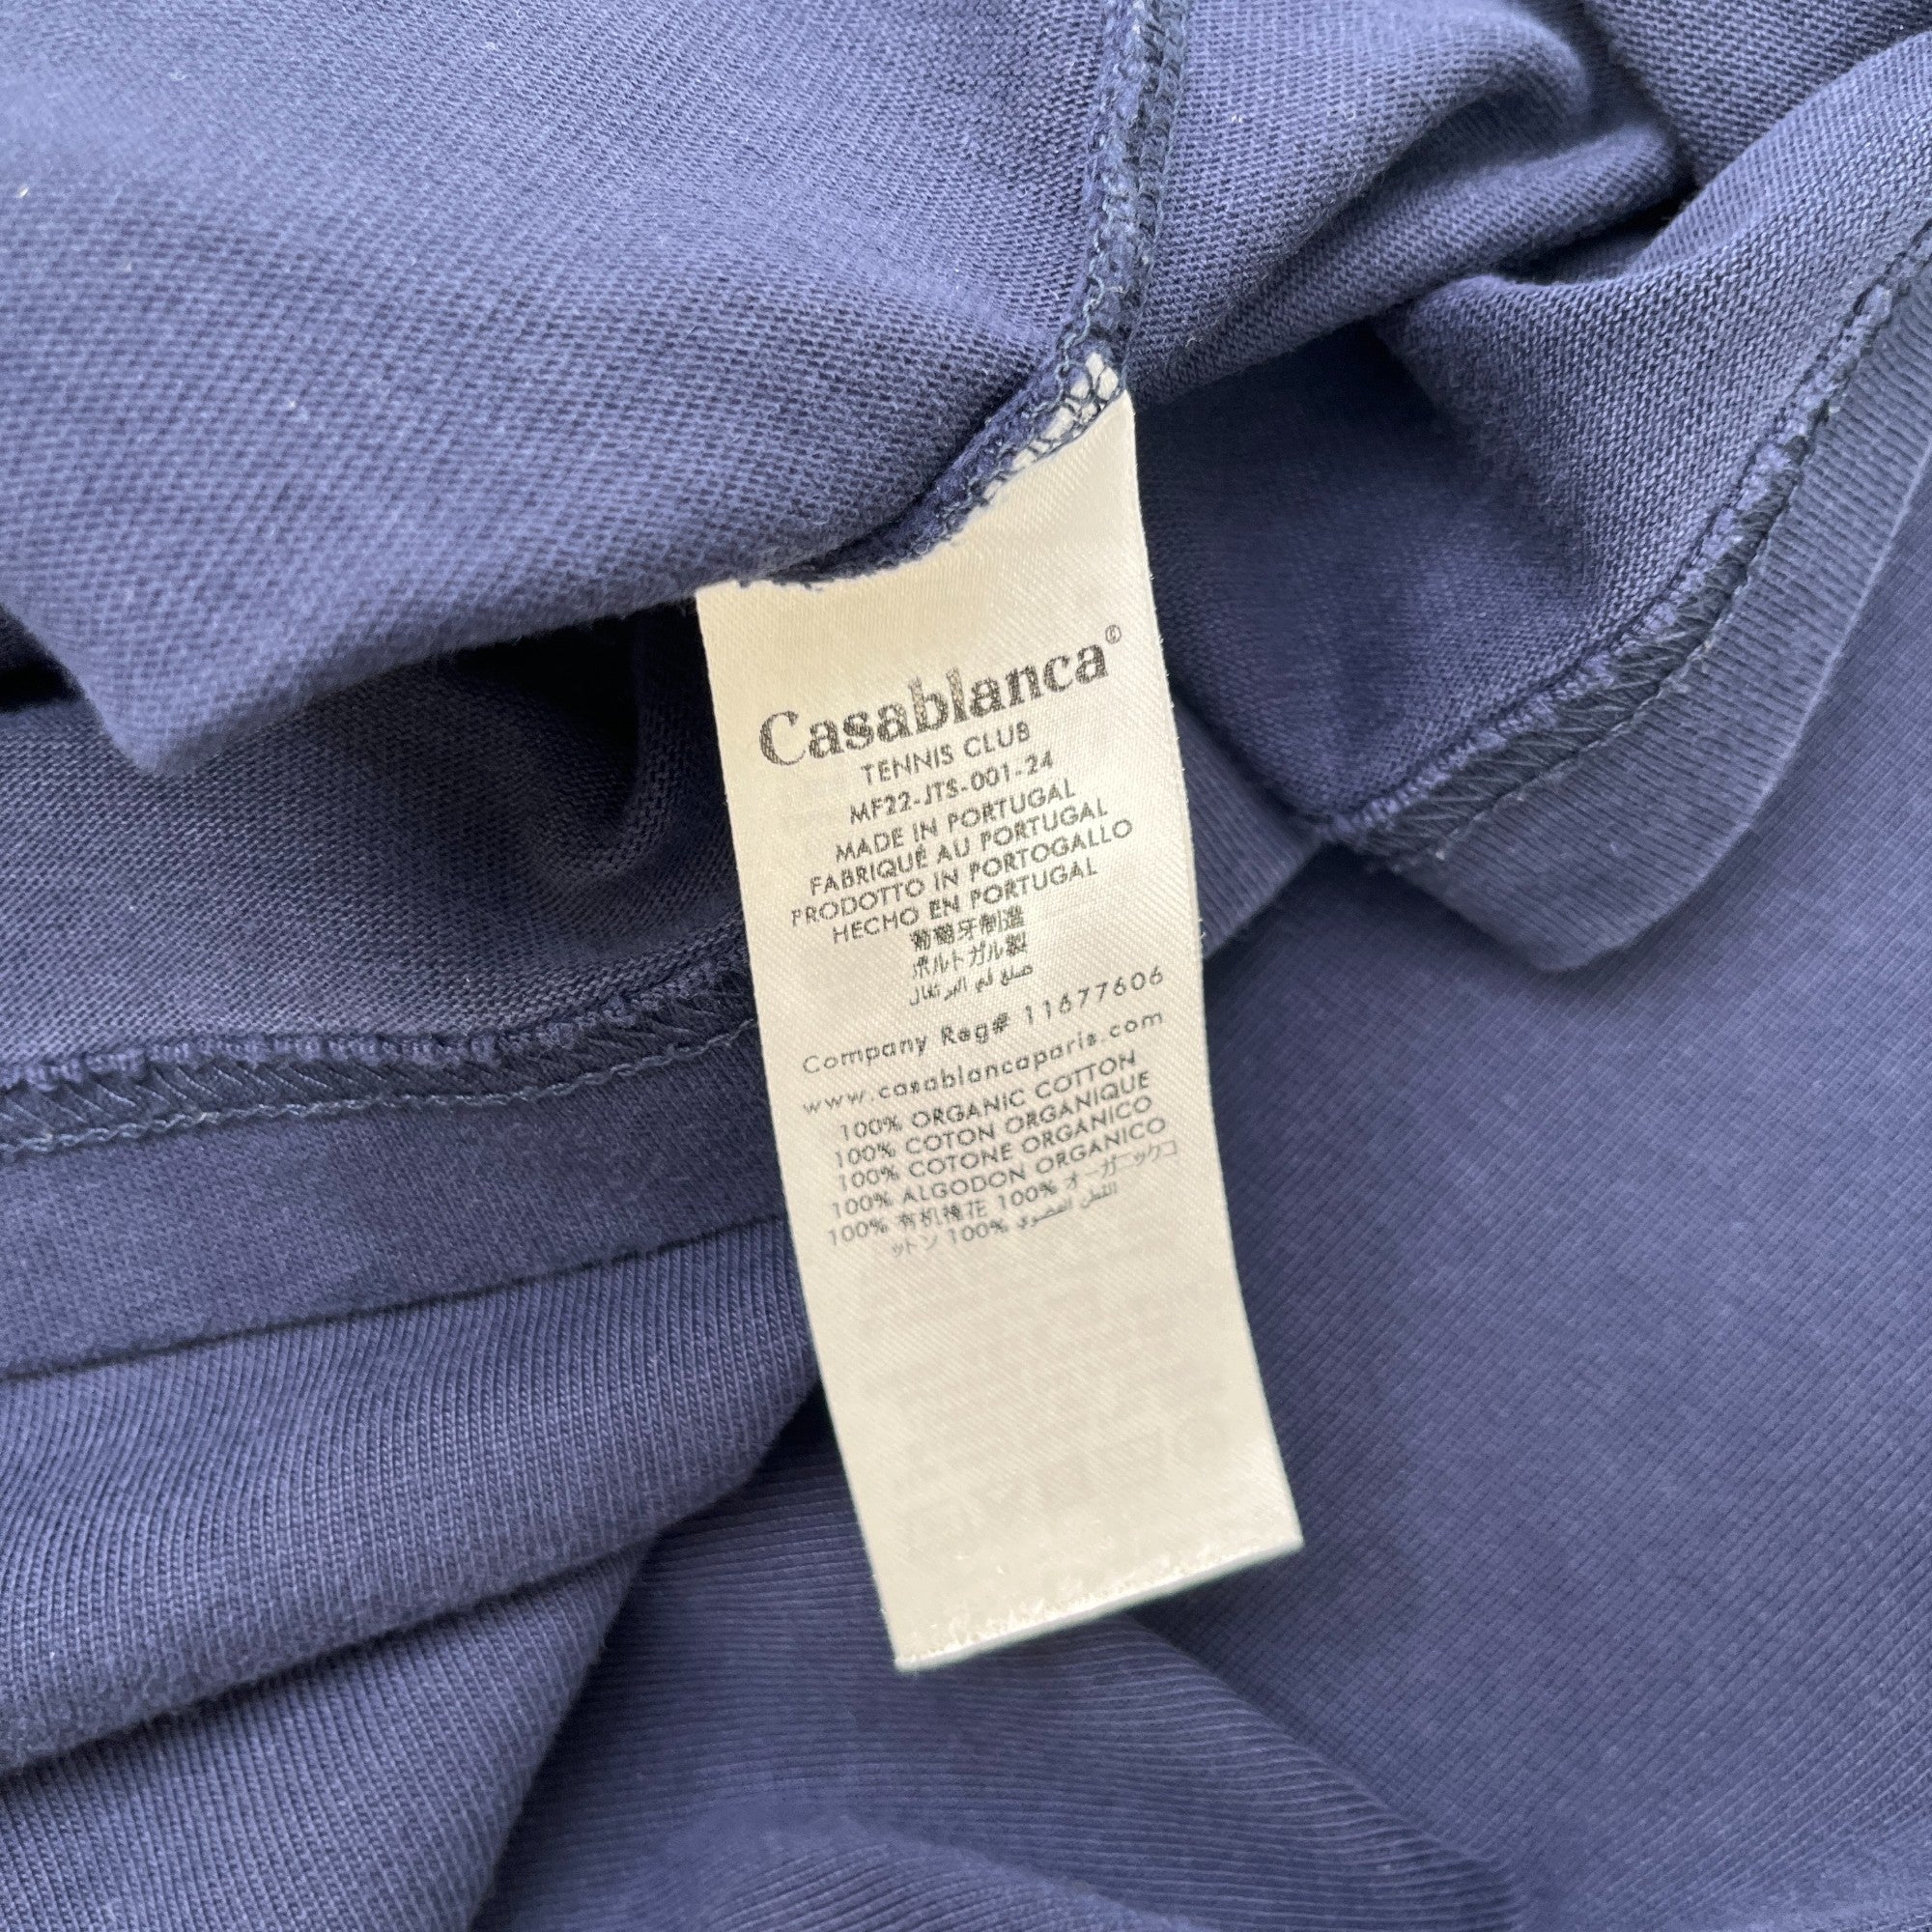 Casablanca©
TENNIS CLUB
MF22-JTS-001-24
MADE IN PORTUGAL
FABRIQUÉ AU PORTUGAL
PRODOTTO IN PORTOGALLO
HECHO EN PORTUGAL
葡萄牙制造
ポルトガル製
صنع في البرتغال
Company Reg# 11677606
www.casablancaparis.com
100% ORGANIC COTTON
100% COTON ORGANIQUE
100% COTONE ORGANICO
100% ALGODON ORGANICO
100% 有机棉花 100% オーガニックコ
ットン 100% القطن العضوي